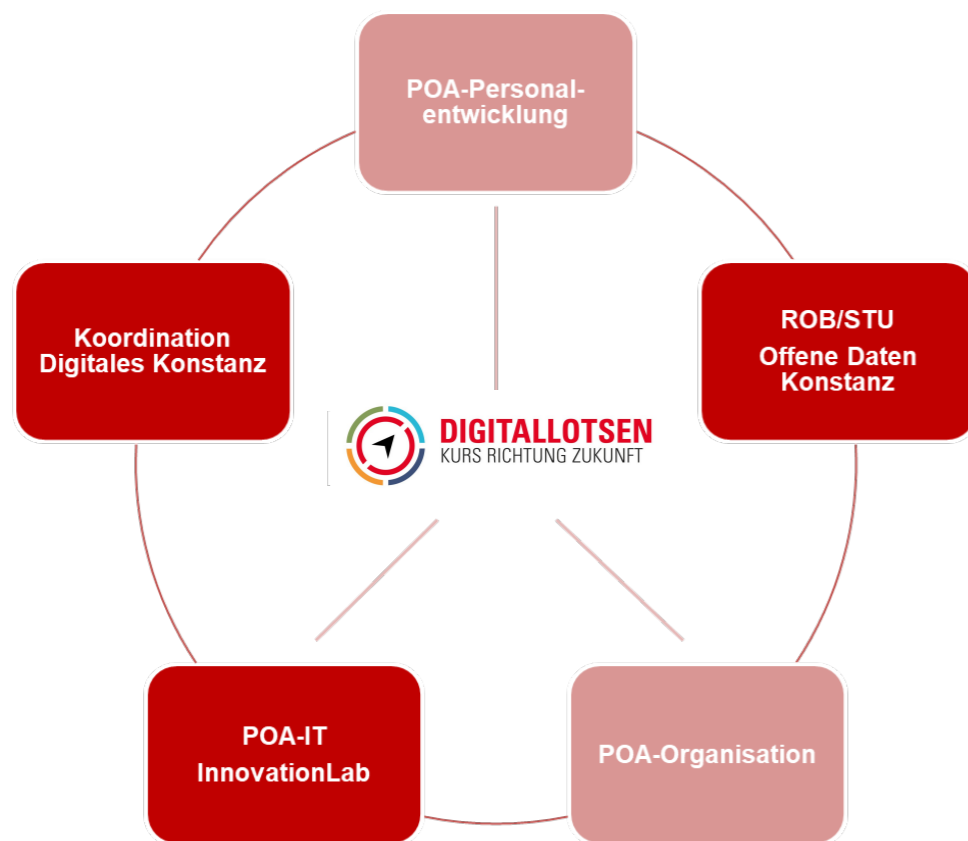 POA-Personal-
entwicklung
Koordination
Digitales Konstanz
ROB/STU
Offene Daten
Konstanz
DIGITALLOTSEN
KURS RICHTUNG ZUKUNFT
POA-IT
InnovationLab
POA-Organisation